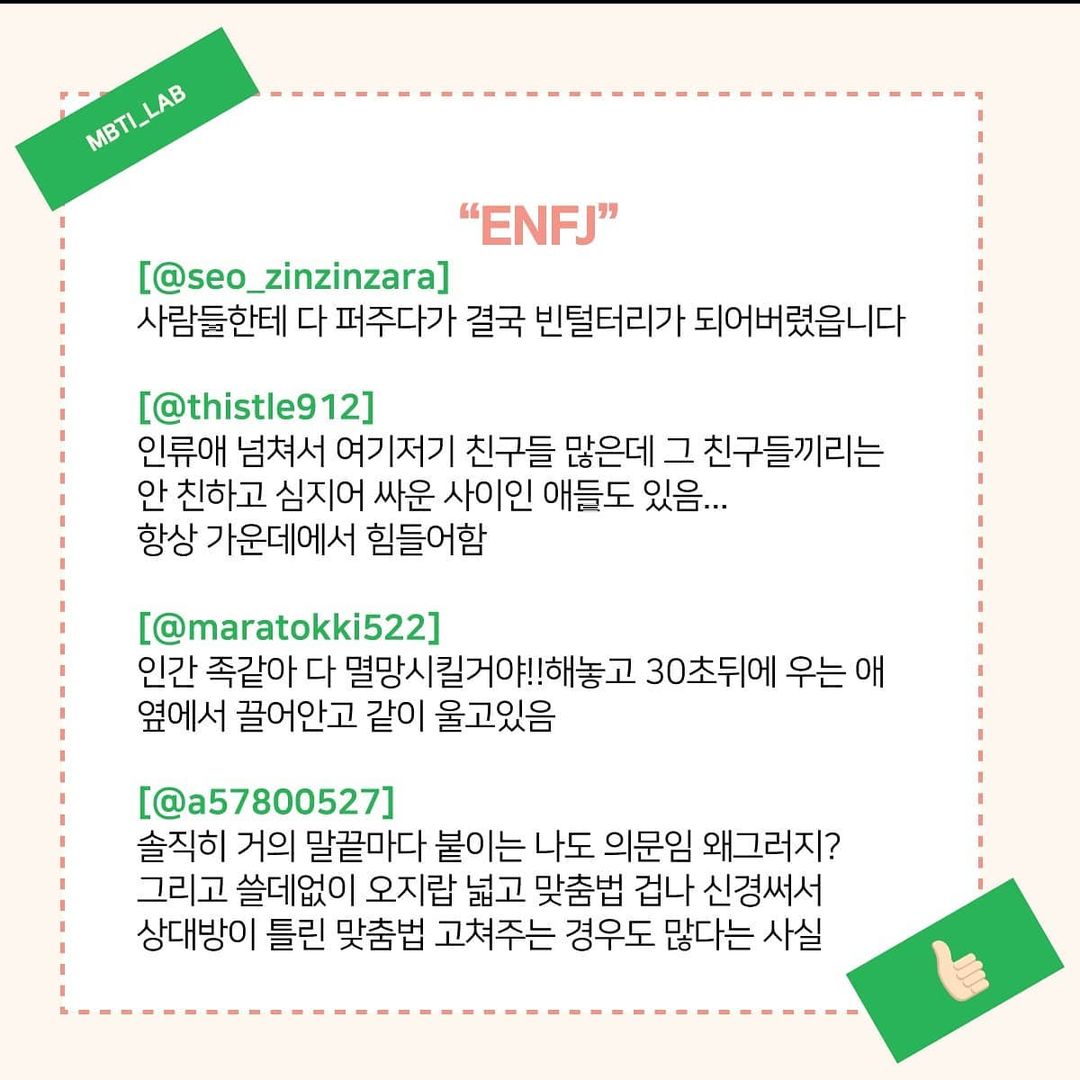 MBTI_LAB
“ENFJ”
[@seo_zinzinzara]
사람들한테 다 퍼주다가 결국 빈털터리가 되어버렸읍니다
[@thistle912]
인류애 넘쳐서 여기저기 친구들 많은데 그 친구들끼리는
안 친하고 심지어 싸운 사이인 애들도 있음...
항상 가운데에서 힘들어함
[@maratokki522]
인간 족같아 다 멸망시킬거야!!해놓고 30초뒤에 우는 애
옆에서 끌어안고 같이 울고있음
[@a57800527]
솔직히 거의 말끝마다 붙이는 나도 의문임 왜그러지?
그리고 쓸데없이 오지랍 넓고 맞춤법 겁나 신경써서
상대방이 틀린 맞춤법 고쳐주는 경우도 많다는 사실